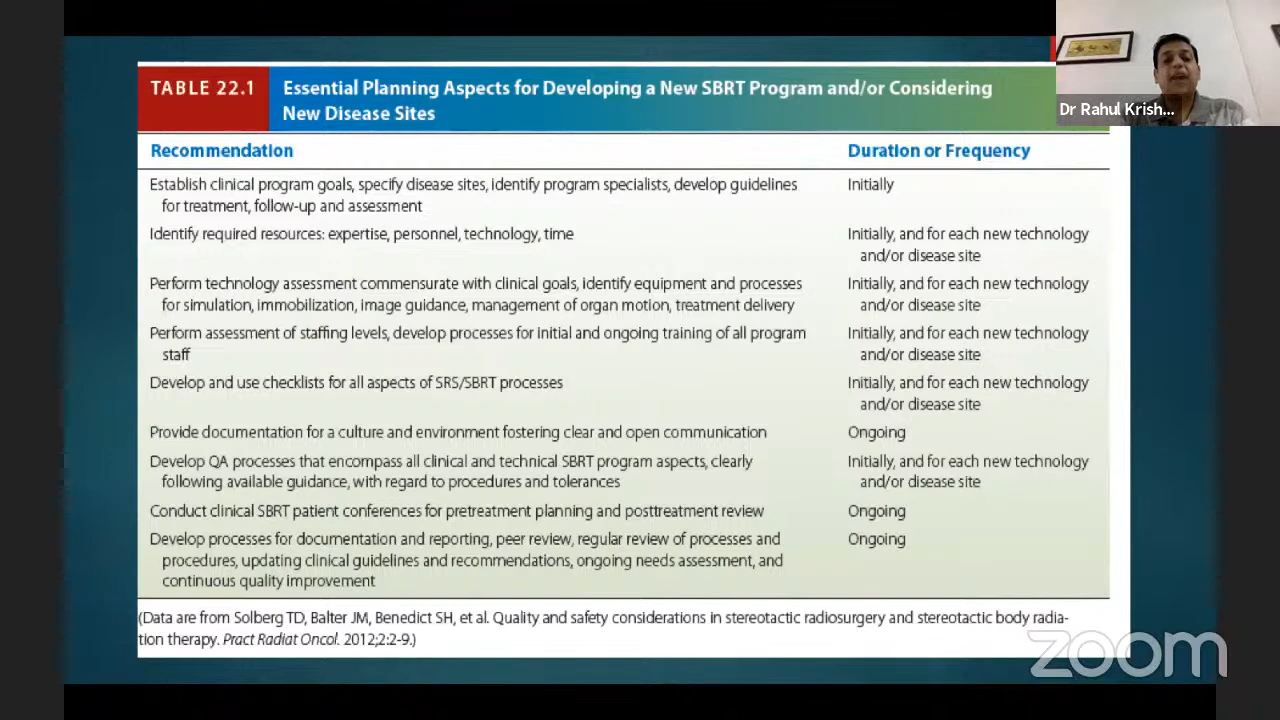 TABLE 22.1
Essential Planning Aspects for Developing a New SBRT Program and/or Considering
New Disease Sites
Dr Rahul Krish...
Recommendation
Duration or Frequency
Establish clinical program goals, specify disease sites, identify program specialists, develop guidelines
for treatment, follow-up and assessment
Initially
Identify required resources: expertise, personnel, technology, time
Initially, and for each new technology
and/or disease site
Perform technology assessment commensurate with clinical goals, identify equipment and processes
for simulation, immobilization, image guidance, management of organ motion, treatment delivery
Initially, and for each new technology
and/or disease site
Perform assessment of staffing levels, develop processes for initial and ongoing training of all program
staff
Initially, and for each new technology
and/or disease site
Develop and use checklists for all aspects of SRS/SBRT processes
Initially, and for each new technology
and/or disease site
Provide documentation for a culture and environment fostering clear and open communication
Ongoing
Develop QA processes that encompass all clinical and technical SBRT program aspects, clearly
following available guidance, with regard to procedures and tolerances
Initially, and for each new technology
and/or disease site
Conduct clinical SBRT patient conferences for pretreatment planning and posttreatment review
Ongoing
Develop processes for documentation and reporting, peer review, regular review of processes and
procedures, updating clinical guidelines and recommendations, ongoing needs assessment, and
continuous quality improvement
Ongoing
(Data are from Solberg TD, Balter JM, Benedict SH, et al. Quality and safety considerations in stereotactic radiosurgery and stereotactic body radia-
tion therapy. Pract Radiat Oncol. 2012;2:2-9.)
zoom